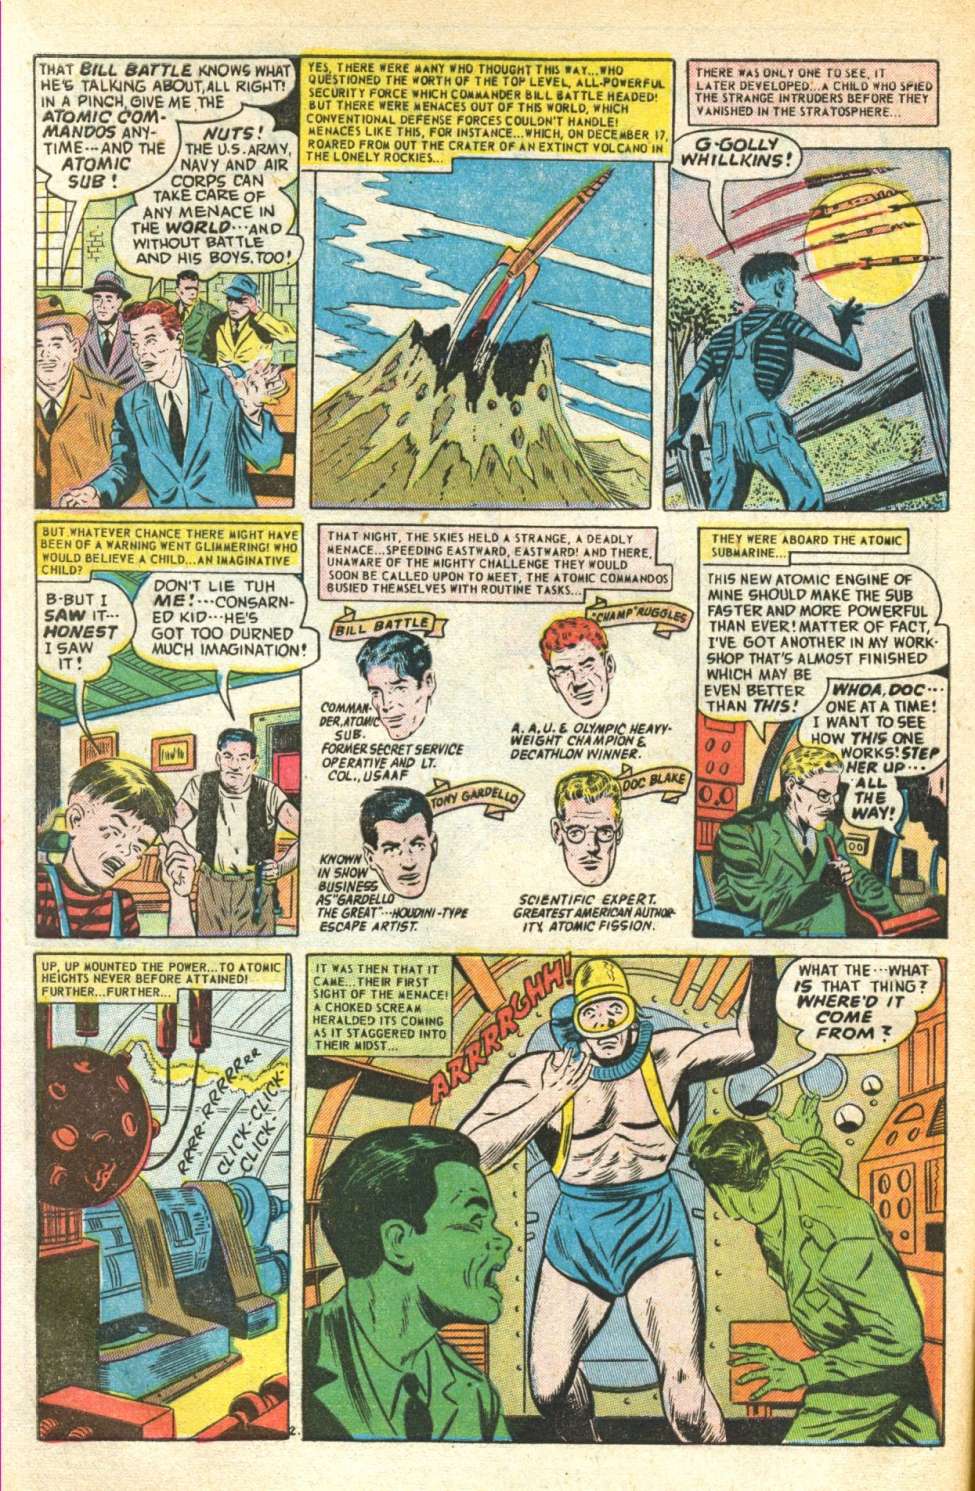 THAT BILL BATTLE KNOWS WHAT
HE'S TALKING ABOUT, ALL RIGHT!
IN A PINCH, GIVE ME THE
ATOMIC COM-
MANDOS ANY-
TIME--AND THE
ATOMIC
SUB!
NUTS!
THE U.S. ARMY,
NAVY AND AIR
CORPS CAN
TAKE CARE OF
ANY MENACE IN
THE WORLD--AND
WITHOUT BATTLE
AND HIS BOYS, TOO!
YES, THERE WERE MANY WHO THOUGHT THIS WAY...WHO
QUESTIONED THE WORTH OF THE TOP LEVEL, ALL-POWERFUL
SECURITY FORCE WHICH COMMANDER BILL BATTLE HEADED!
BUT THERE WERE MENACES OUT OF THIS WORLD, WHICH
CONVENTIONAL DEFENSE FORCES COULDN'T HANDLE!
MENACES LIKE THIS, FOR INSTANCE...WHICH, ON DECEMBER 17,
ROARED FROM OUT THE CRATER OF AN EXTINCT VOLCANO IN
THE LONELY ROCKIES...
THERE WAS ONLY ONE TO SEE, IT
LATER DEVELOPED...A CHILD WHO SPIED
THE STRANGE INTRUDERS BEFORE THEY
VANISHED IN THE STRATOSPHERE...
G-GOLLY
WHILLKINS!
BUT WHATEVER CHANCE THERE MIGHT HAVE
BEEN OF A WARNING WENT GLIMMERING! WHO
WOULD BELIEVE A CHILD...AN IMAGINATIVE
CHILD?
B-BUT I
SAW IT--
HONEST
I SAW
IT!
DON'T LIE TUH
ME!--CONSARN-
ED KID--HE'S
GOT TOO DURNED
MUCH IMAGINATION!
THAT NIGHT, THE SKIES HELD A STRANGE, A DEADLY
MENACE...SPEEDING EASTWARD, EASTWARD! AND THERE,
UNAWARE OF THE MIGHTY CHALLENGE THEY WOULD
SOON BE CALLED UPON TO MEET, THE ATOMIC COMMANDOS
BUSIED THEMSELVES WITH ROUTINE TASKS...
BILL BATTLE
COMMAN-
DER, ATOMIC
SUB.
FORMER SECRET SERVICE
OPERATIVE AND LT.
COL., USAAF
"CHAMP" RUGGLES
A.A.U. & OLYMPIC HEAVY-
WEIGHT CHAMPION &
DECATHLON WINNER.
TONY GARDELLO
KNOWN
IN SHOW
BUSINESS
AS "GARDELLO
THE GREAT"--HOUDINI-TYPE
ESCAPE ARTIST.
DOC BLAKE
SCIENTIFIC EXPERT.
GREATEST AMERICAN AUTHOR-
ITY, ATOMIC FISSION.
THEY WERE ABOARD THE ATOMIC
SUBMARINE...
THIS NEW ATOMIC ENGINE OF
MINE SHOULD MAKE THE SUB
FASTER AND MORE POWERFUL
THAN EVER! MATTER OF FACT,
I'VE GOT ANOTHER IN MY WORK-
SHOP THAT'S ALMOST FINISHED
WHICH MAY BE
EVEN BETTER
THAN THIS!
WHOA, DOC--
ONE AT A TIME!
I WANT TO SEE
HOW THIS ONE
WORKS! STEP
HER UP--
ALL
THE
WAY!
UP, UP MOUNTED THE POWER...TO ATOMIC
HEIGHTS NEVER BEFORE ATTAINED!
FURTHER...FURTHER...
RRRR-RRRRRRR
CLICK-CLICK-
CLICK-
2.
IT WAS THEN THAT IT
CAME...THEIR FIRST
SIGHT OF THE MENACE!
A CHOKED SCREAM
HERALDED ITS COMING
AS IT STAGGERED INTO
THEIR MIDST...
ARRRRRGHH!
WHAT THE--WHAT
IS THAT THING?
WHERE'D IT
COME
FROM?